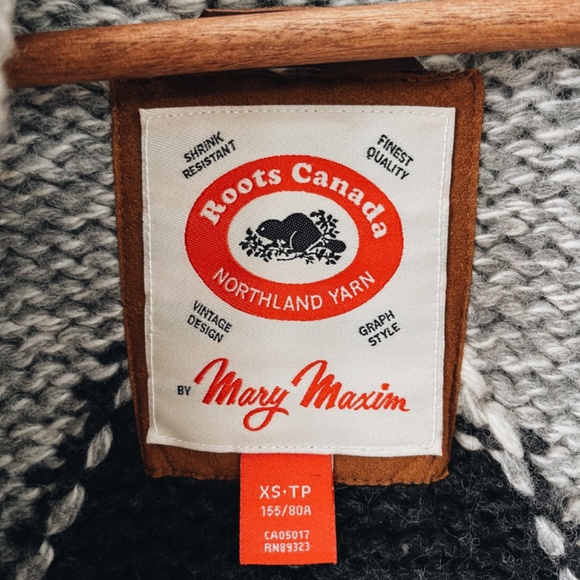 SHRINK
RESISTANT
FINEST
QUALITY
Roots Canada
NORTHLAND YARN
VINTAGE
DESIGN
GRAPH
STYLE
BY Mary Maxim
XS·TP
155/80A
CA05017
RN89323